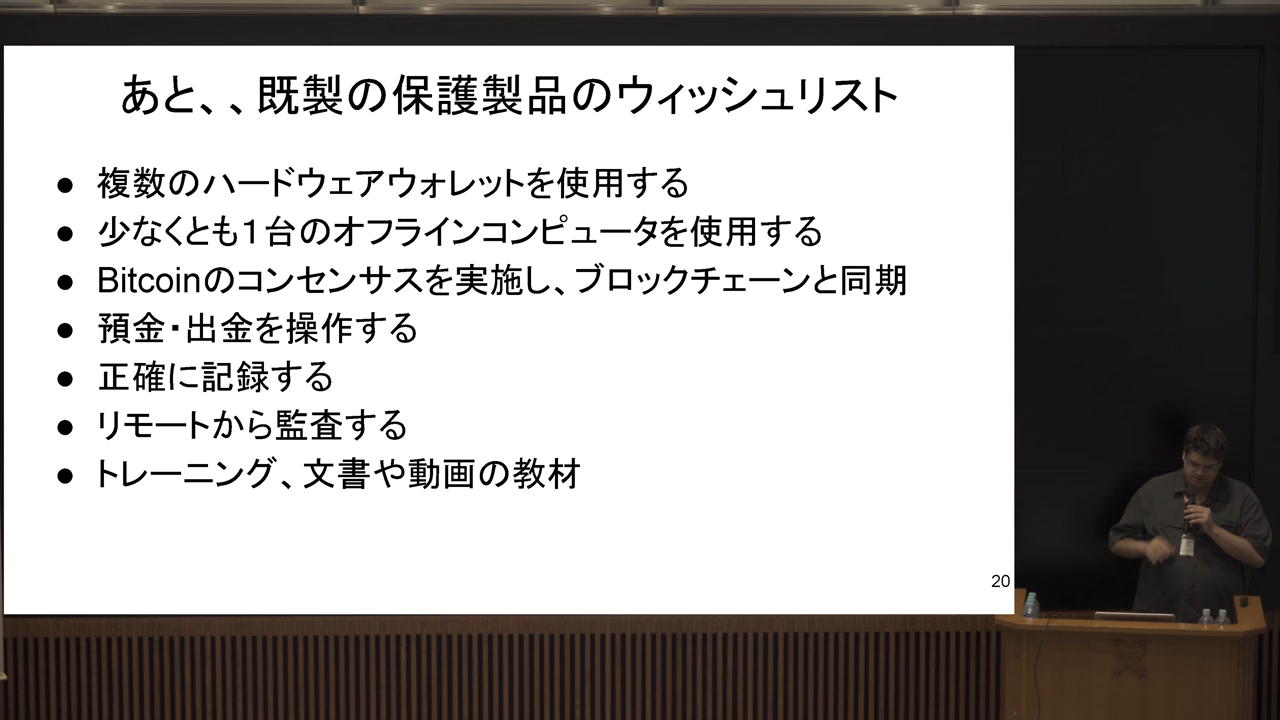 あと、、既製の保護製品のウィッシュリスト
● 複数のハードウェアウォレットを使用する
● 少なくとも１台のオフラインコンピュータを使用する
● Bitcoinのコンセンサスを実施し、ブロックチェーンと同期
● 預金・出金を操作する
● 正確に記録する
● リモートから監査する
● トレーニング、文書や動画の教材
20